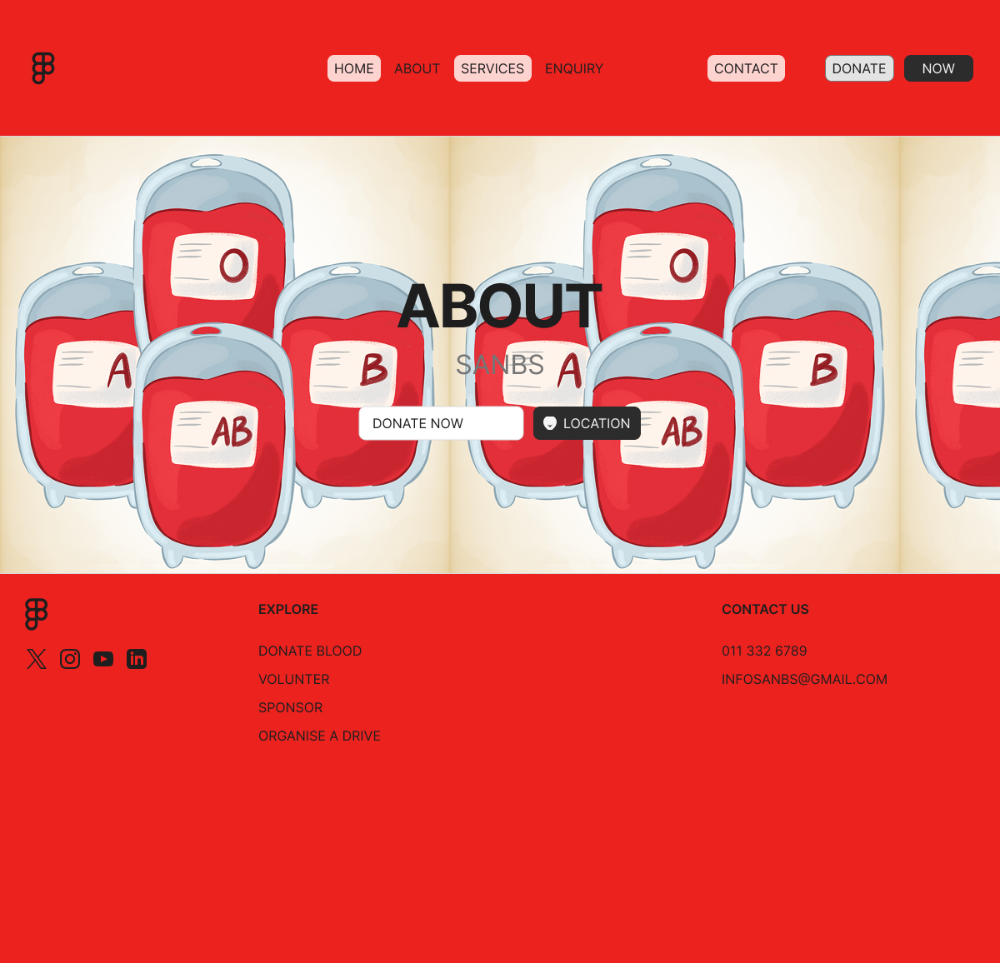 HOME ABOUT SERVICES ENQUIRY CONTACT DONATE NOW
O O
ABOUT
A B A B
SANBS
AB AB
DONATE NOW LOCATION
EXPLORE
DONATE BLOOD
VOLUNTER
SPONSOR
ORGANISE A DRIVE
CONTACT US
011 332 6789
INFOSANBS@GMAIL.COM